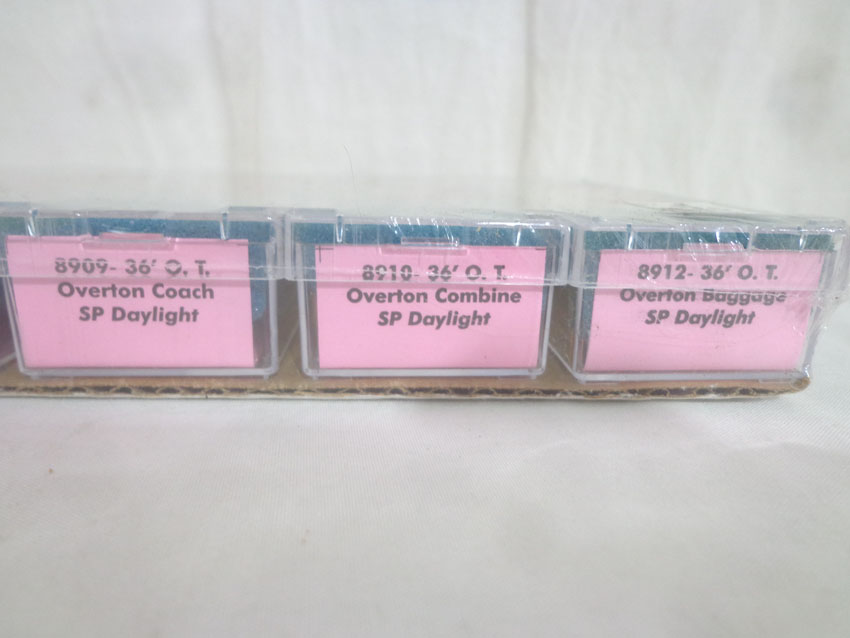 8909- 36' O. T.
Overton Coach
SP Daylight
8910- 36' O. T.
Overton Combine
SP Daylight
8912- 36' O. T.
Overton Baggage
SP Daylight